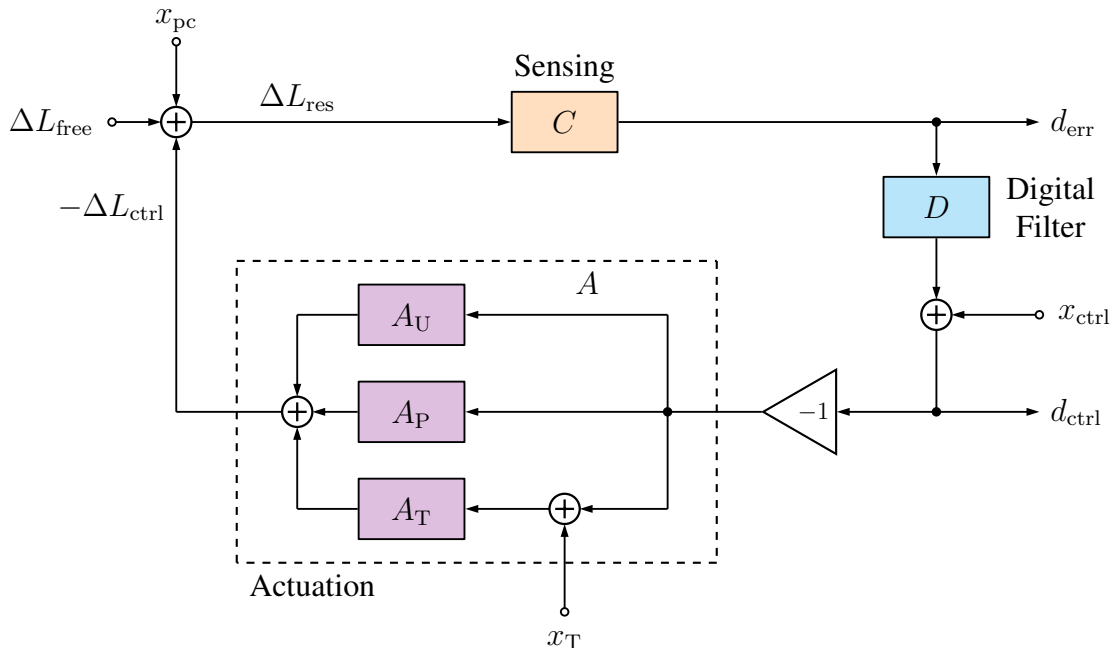 x_pc
Sensing
ΔL_free
+
ΔL_res
C
d_err
−ΔL_ctrl
D
Digital
Filter
A
A_U
+
x_ctrl
+
A_P
−1
d_ctrl
A_T
+
Actuation
x_T